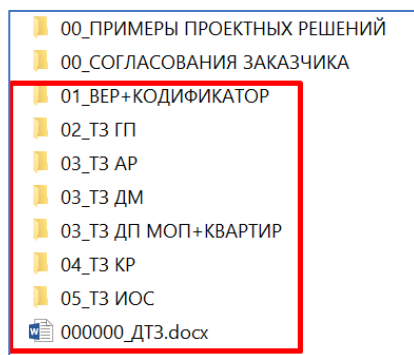 00_ПРИМЕРЫ ПРОЕКТНЫХ РЕШЕНИЙ
00_СОГЛАСОВАНИЯ ЗАКАЗЧИКА
01_BEP+КОДИФИКАТОР
02_ТЗ ГП
03_ТЗ АР
03_ТЗ ДМ
03_ТЗ ДП МОП+КВАРТИР
04_ТЗ КР
05_ТЗ ИОС
000000_ДТЗ.docx